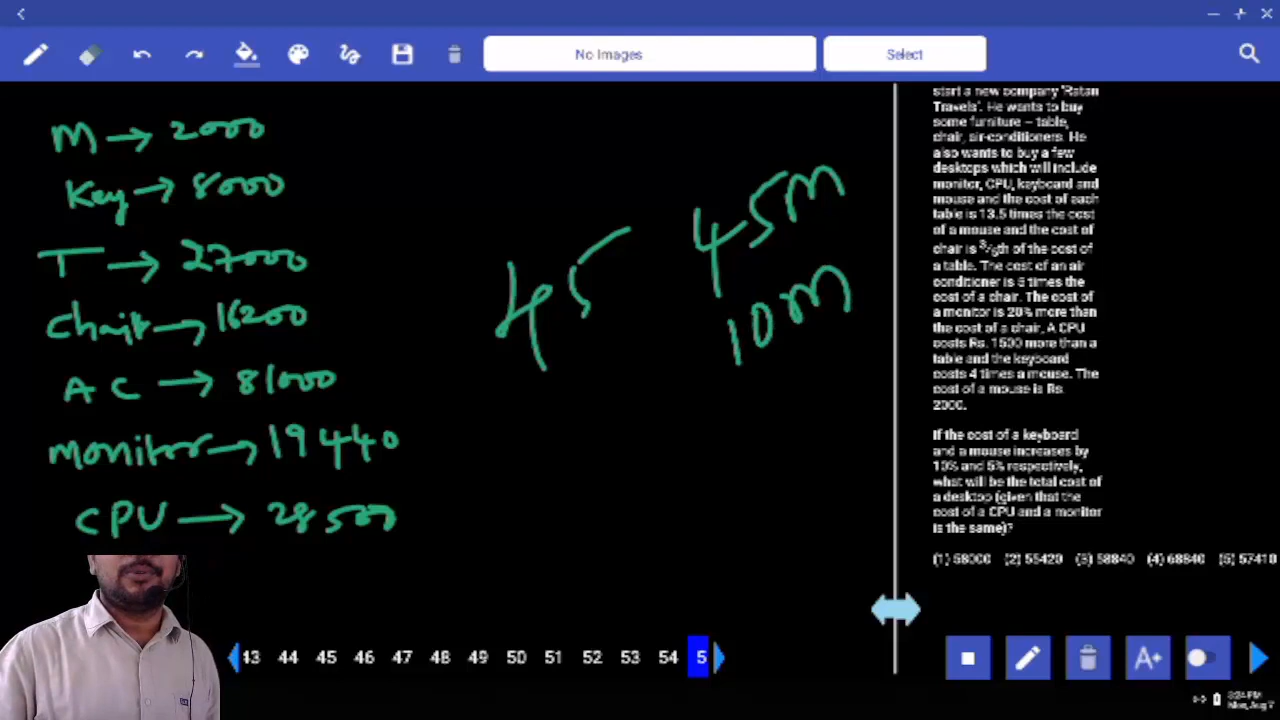 No Images
Select
M → 2000
Key → 8000
T → 27000
Chair → 16200
AC → 81000
monitor → 19440
CPU → 28500
45
45m
10m
start a new company 'Ratan
Travels'. He wants to buy
some furniture – table,
chair, air-conditioners. He
also wants to buy a few
desktops which will include
monitor, CPU, keyboard and
mouse and the cost of each
table is 13.5 times the cost
of a mouse and the cost of
chair is 3/5th of the cost of
a table. The cost of an air
conditioner is 5 times the
cost of a chair. The cost of
a monitor is 20% more than
the cost of a chair, A CPU
costs Rs. 1500 more than a
table and the keyboard
costs 4 times a mouse. The
cost of a mouse is Rs.
2000.
If the cost of a keyboard
and a mouse increases by
10% and 5% respectively,
what will be the total cost of
a desktop (given that the
cost of a CPU and a monitor
is the same)?
(1) 58000 (2) 55420 (3) 58840 (4) 68840 (5) 57410
43 44 45 46 47 48 49 50 51 52 53 54 5
A+
3:24 PM
Mon, Aug 7